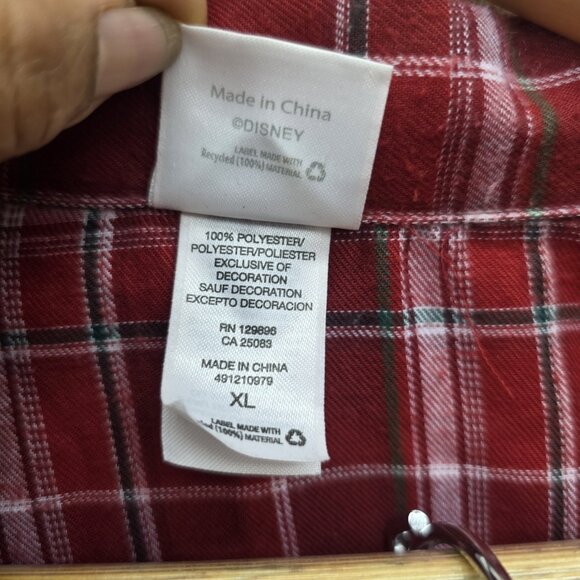 Made in China
©DISNEY
LABEL MADE WITH
Recycled (100%) MATERIAL
100% POLYESTER/
POLYESTER/POLIESTER
EXCLUSIVE OF
DECORATION
SAUF DECORATION
EXCEPTO DECORACION
RN 129896
CA 25083
MADE IN CHINA
491210979
XL
LABEL MADE WITH
(100%) MATERIAL